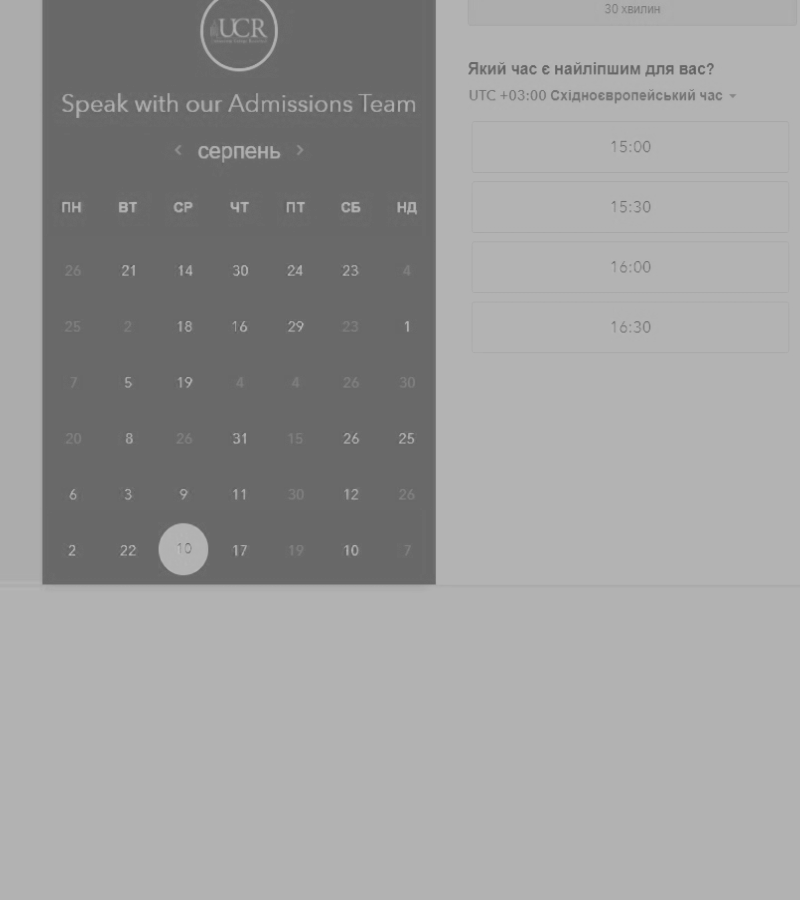 UCR
Speak with our Admissions Team
серпень
ПН ВТ СР ЧТ ПТ СБ НД
26 21 14 30 24 23 4
25 2 18 16 29 23 1
7 5 19 4 4 26 30
20 8 26 31 15 26 25
6 3 9 11 30 12 26
2 22 10 17 19 10 7
30 хвилин
Який час є найліпшим для вас?
UTC +03:00 Східноєвропейський час
15:00
15:30
16:00
16:30